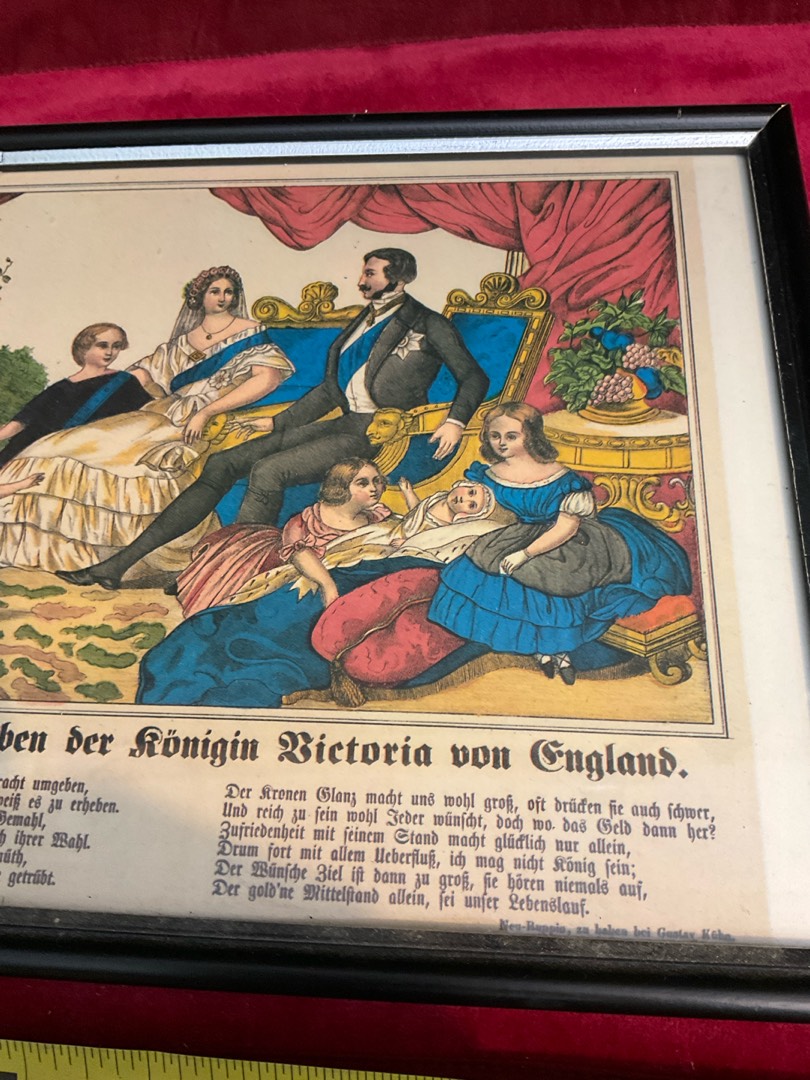 ben der Königin Victoria von England.
racht umgeben,
weiß es zu erheben.
Gemahl,
ch ihrer Wahl.
müth,
getrübt.
Der Kronen Glanz macht uns wohl groß, oft drücken sie auch schwer,
Und reich zu sein wohl Jeder wünscht, doch wo das Geld dann her?
Zufriedenheit mit seinem Stand macht glücklich nur allein,
Drum fort mit allem Ueberfluß, ich mag nicht König sein;
Der Wünsche Ziel ist dann zu groß, sie hören niemals auf,
Der gold'ne Mittelstand allein, sei unser Lebenslauf.
Neu-Ruppin, zu haben bei Gustav Kühn.